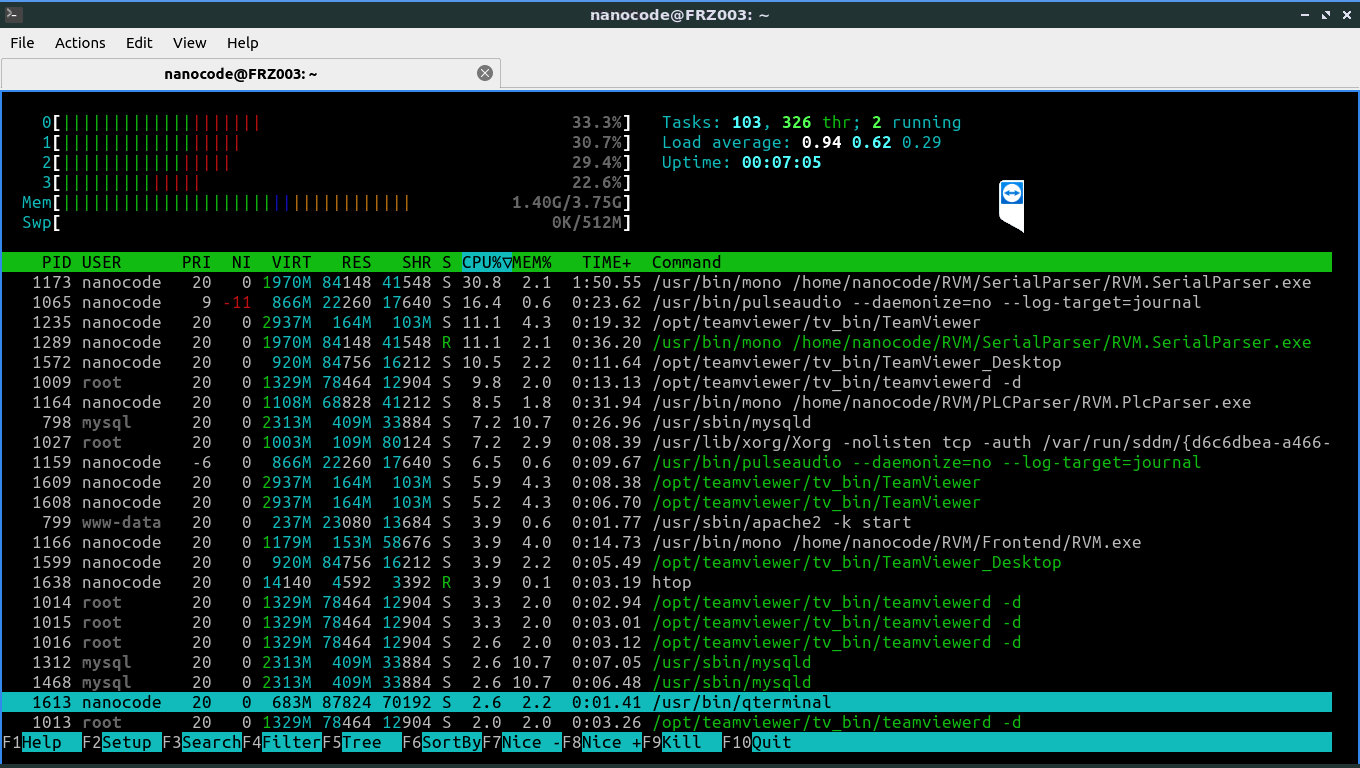 nanocode@FRZ003: ~
File Actions Edit View Help
nanocode@FRZ003: ~
0[|||||||||||||||||||| 33.3%] Tasks: 103, 326 thr; 2 running
1[|||||||||||||||||| 30.7%] Load average: 0.94 0.62 0.29
2[||||||||||||||||| 29.4%] Uptime: 00:07:05
3[|||||||||||||| 22.6%]
Mem[||||||||||||||||||||||||||||||||||| 1.40G/3.75G]
Swp[ 0K/512M]
PID USER PRI NI VIRT RES SHR S CPU%▽MEM% TIME+ Command
1173 nanocode 20 0 1970M 84148 41548 S 30.8 2.1 1:50.55 /usr/bin/mono /home/nanocode/RVM/SerialParser/RVM.SerialParser.exe
1065 nanocode 9 -11 866M 22260 17640 S 16.4 0.6 0:23.62 /usr/bin/pulseaudio --daemonize=no --log-target=journal
1235 nanocode 20 0 2937M 164M 103M S 11.1 4.3 0:19.32 /opt/teamviewer/tv_bin/TeamViewer
1289 nanocode 20 0 1970M 84148 41548 R 11.1 2.1 0:36.20 /usr/bin/mono /home/nanocode/RVM/SerialParser/RVM.SerialParser.exe
1572 nanocode 20 0 920M 84756 16212 S 10.5 2.2 0:11.64 /opt/teamviewer/tv_bin/TeamViewer_Desktop
1009 root 20 0 1329M 78464 12904 S 9.8 2.0 0:13.13 /opt/teamviewer/tv_bin/teamviewerd -d
1164 nanocode 20 0 1108M 68828 41212 S 8.5 1.8 0:31.94 /usr/bin/mono /home/nanocode/RVM/PLCParser/RVM.PlcParser.exe
798 mysql 20 0 2313M 409M 33884 S 7.2 10.7 0:26.96 /usr/sbin/mysqld
1027 root 20 0 1003M 109M 80124 S 7.2 2.9 0:08.39 /usr/lib/xorg/Xorg -nolisten tcp -auth /var/run/sddm/{d6c6dbea-a466-
1159 nanocode -6 0 866M 22260 17640 S 6.5 0.6 0:09.67 /usr/bin/pulseaudio --daemonize=no --log-target=journal
1609 nanocode 20 0 2937M 164M 103M S 5.9 4.3 0:08.38 /opt/teamviewer/tv_bin/TeamViewer
1608 nanocode 20 0 2937M 164M 103M S 5.2 4.3 0:06.70 /opt/teamviewer/tv_bin/TeamViewer
799 www-data 20 0 237M 23080 13684 S 3.9 0.6 0:01.77 /usr/sbin/apache2 -k start
1166 nanocode 20 0 1179M 153M 58676 S 3.9 4.0 0:14.73 /usr/bin/mono /home/nanocode/RVM/Frontend/RVM.exe
1599 nanocode 20 0 920M 84756 16212 S 3.9 2.2 0:05.49 /opt/teamviewer/tv_bin/TeamViewer_Desktop
1638 nanocode 20 0 14140 4592 3392 R 3.9 0.1 0:03.19 htop
1014 root 20 0 1329M 78464 12904 S 3.3 2.0 0:02.94 /opt/teamviewer/tv_bin/teamviewerd -d
1015 root 20 0 1329M 78464 12904 S 3.3 2.0 0:03.01 /opt/teamviewer/tv_bin/teamviewerd -d
1016 root 20 0 1329M 78464 12904 S 2.6 2.0 0:03.12 /opt/teamviewer/tv_bin/teamviewerd -d
1312 mysql 20 0 2313M 409M 33884 S 2.6 10.7 0:07.05 /usr/sbin/mysqld
1468 mysql 20 0 2313M 409M 33884 S 2.6 10.7 0:06.48 /usr/sbin/mysqld
1613 nanocode 20 0 683M 87824 70192 S 2.6 2.2 0:01.41 /usr/bin/qterminal
1013 root 20 0 1329M 78464 12904 S 2.0 2.0 0:03.26 /opt/teamviewer/tv_bin/teamviewerd -d
F1Help F2Setup F3SearchF4FilterF5Tree F6SortByF7Nice -F8Nice +F9Kill F10Quit